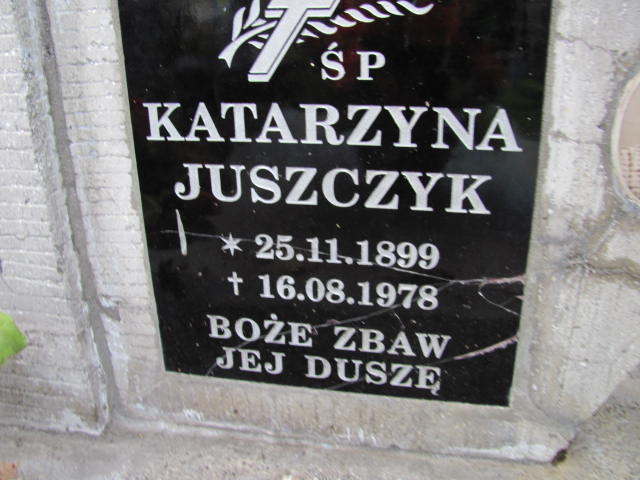 ŚP
KATARZYNA
JUSZCZYK
* 25.11.1899
† 16.08.1978
BOŻE ZBAW
JEJ DUSZĘ